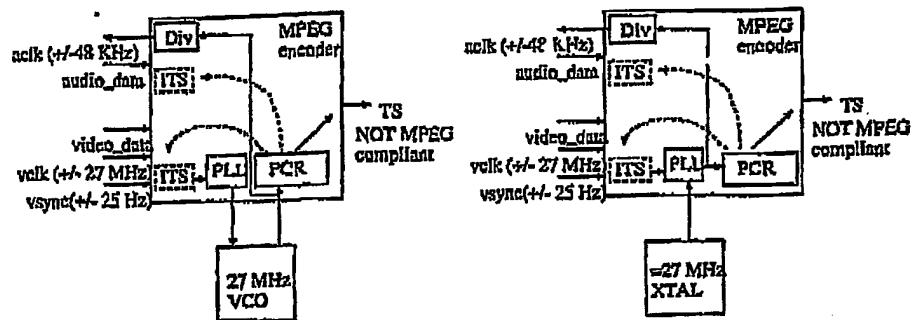 Div
MPEG
encoder
aclk (+/-48 KHz)
audio_dam
ITS
TS
NOT MPEG
compliant
video_data
vclk (+/- 27 MHz)
vsync(+/- 25 Hz)
ITS
PLL
PCR
27 MHz
VCO
Div
MPEG
encoder
aclk (+/-48 KHz)
audio_dam
ITS
TS
NOT MPEG
compliant
video_data
vclk (+/- 27 MHz)
vsync(+/- 25 Hz)
ITS
PLL
PCR
=27 MHz
XTAL